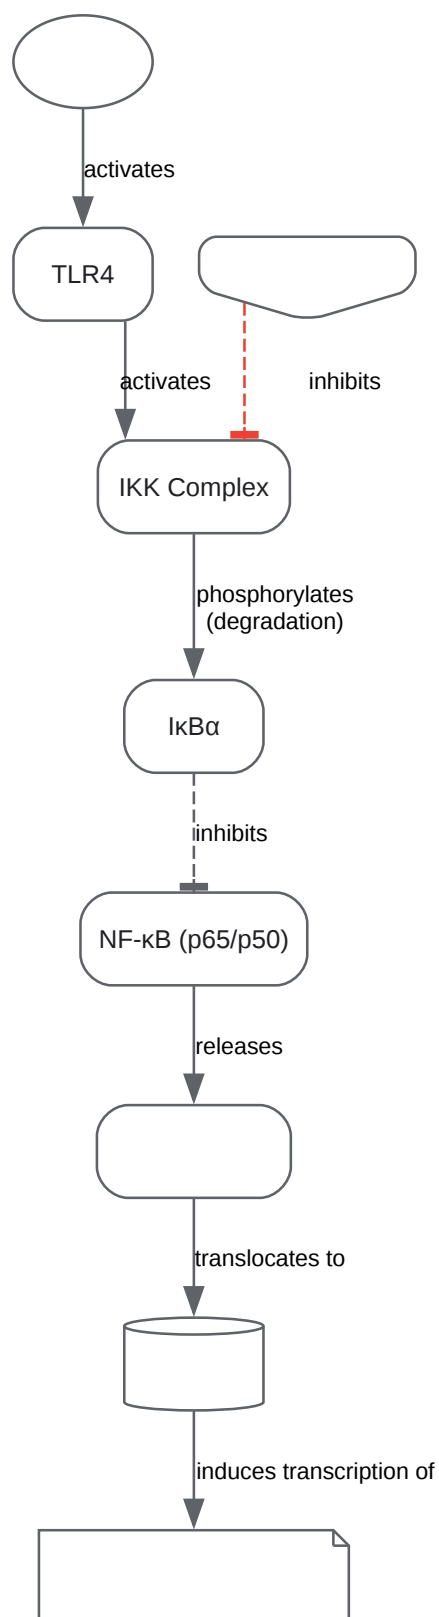 activates
TLR4
activates
inhibits
IKK Complex
phosphorylates
(degradation)
IκBα
inhibits
NF-κB (p65/p50)
releases
translocates to
induces transcription of